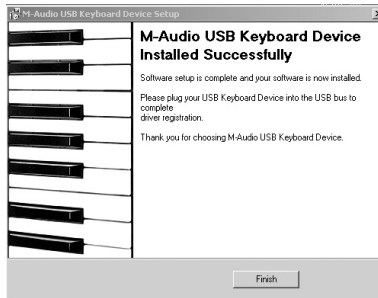 M-Audio USB Keyboard Device Setup
M-Audio USB Keyboard Device
Installed Successfully
Software setup is complete and your software is now installed.
Please plug your USB Keyboard Device into the USB bus to
complete
driver registration.
Thank you for choosing M-Audio USB Keyboard Device.
Finish